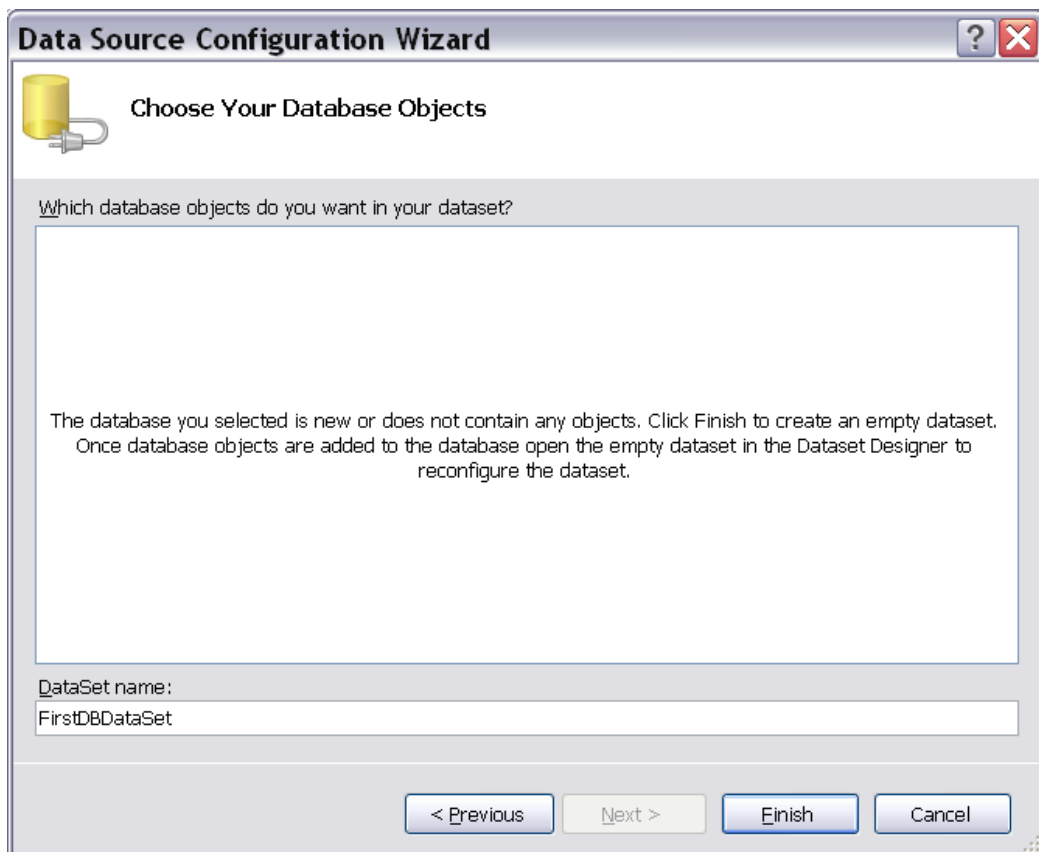 Data Source Configuration Wizard
Choose Your Database Objects
Which database objects do you want in your dataset?
The database you selected is new or does not contain any objects. Click Finish to create an empty dataset.
Once database objects are added to the database open the empty dataset in the Dataset Designer to
reconfigure the dataset.
DataSet name:
FirstDBDataSet
< Previous
Next >
Finish
Cancel